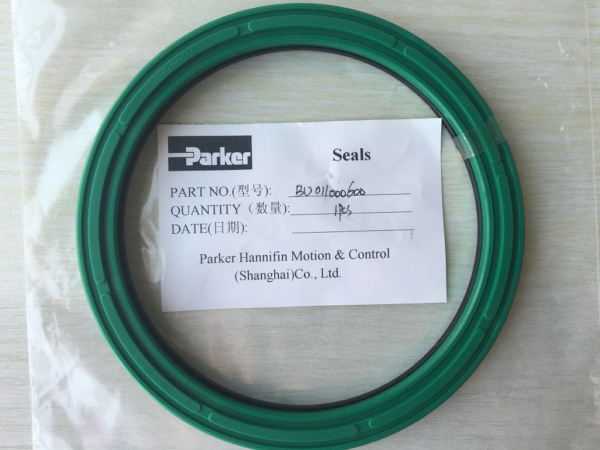 Parker
Seals
PART NO.(型号): BU011000600
QUANTITY（数量）: 1pcs
DATE(日期):
Parker Hannifin Motion & Control
(Shanghai)Co., Ltd.